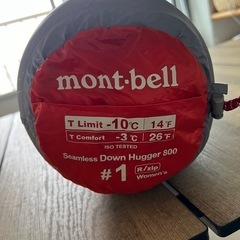 mont·bell
T Limit -10℃ 14°F
T Comfort -3℃ 26°F
ISO TESTED
Seamless Down Hugger 800
#1 R/zip
Women's